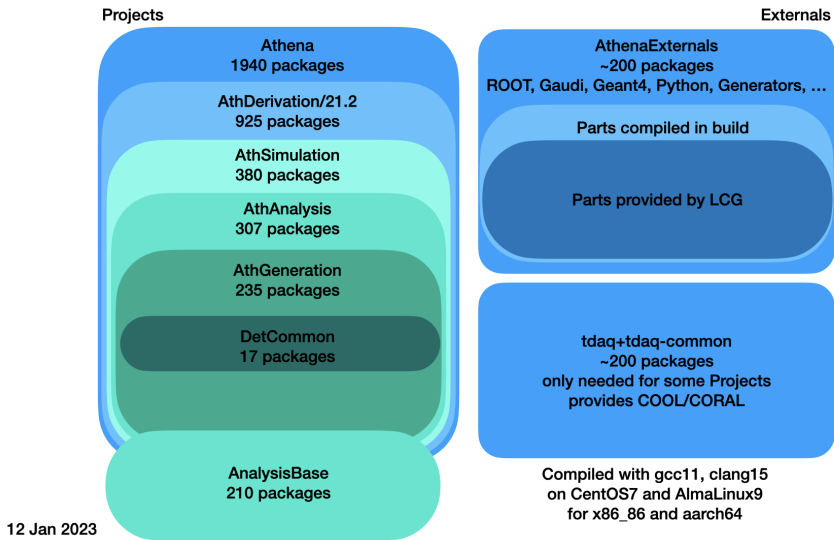 Projects
Athena
1940 packages
AthDerivation/21.2
925 packages
AthSimulation
380 packages
AthAnalysis
307 packages
AthGeneration
235 packages
DetCommon
17 packages
AnalysisBase
210 packages
12 Jan 2023
Externals
AthenaExternals
~200 packages
ROOT, Gaudi, Geant4, Python, Generators, …
Parts compiled in build
Parts provided by LCG
tdaq+tdaq-common
~200 packages
only needed for some Projects
provides COOL/CORAL
Compiled with gcc11, clang15
on CentOS7 and AlmaLinux9
for x86_86 and aarch64